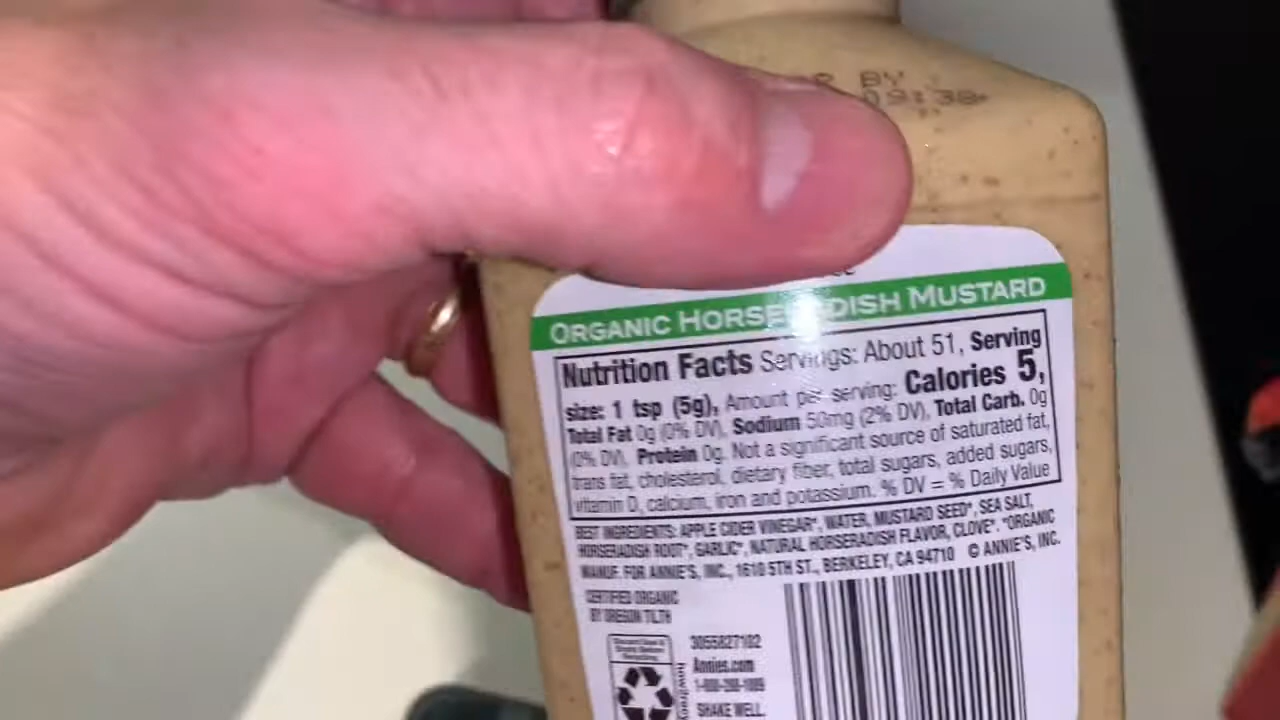 BY
09:38
ORGANIC HORSERADISH MUSTARD
Nutrition Facts Servings: About 51, Serving
size: 1 tsp (5g), Amount per serving: Calories 5,
Total Fat 0g (0% DV), Sodium 50mg (2% DV), Total Carb. 0g
(0% DV), Protein 0g. Not a significant source of saturated fat,
trans fat, cholesterol, dietary fiber, total sugars, added sugars,
vitamin D, calcium, iron and potassium. % DV = % Daily Value
BEST INGREDIENTS: APPLE CIDER VINEGAR*, WATER, MUSTARD SEED*, SEA SALT,
HORSERADISH ROOT*, GARLIC*, NATURAL HORSERADISH FLAVOR, CLOVE*. *ORGANIC
MANUF. FOR ANNIE'S, INC., 1610 5TH ST., BERKELEY, CA 94710 © ANNIE'S, INC.
CERTIFIED ORGANIC
BY OREGON TILTH
3055827102
Annies.com
SHAKE WELL.